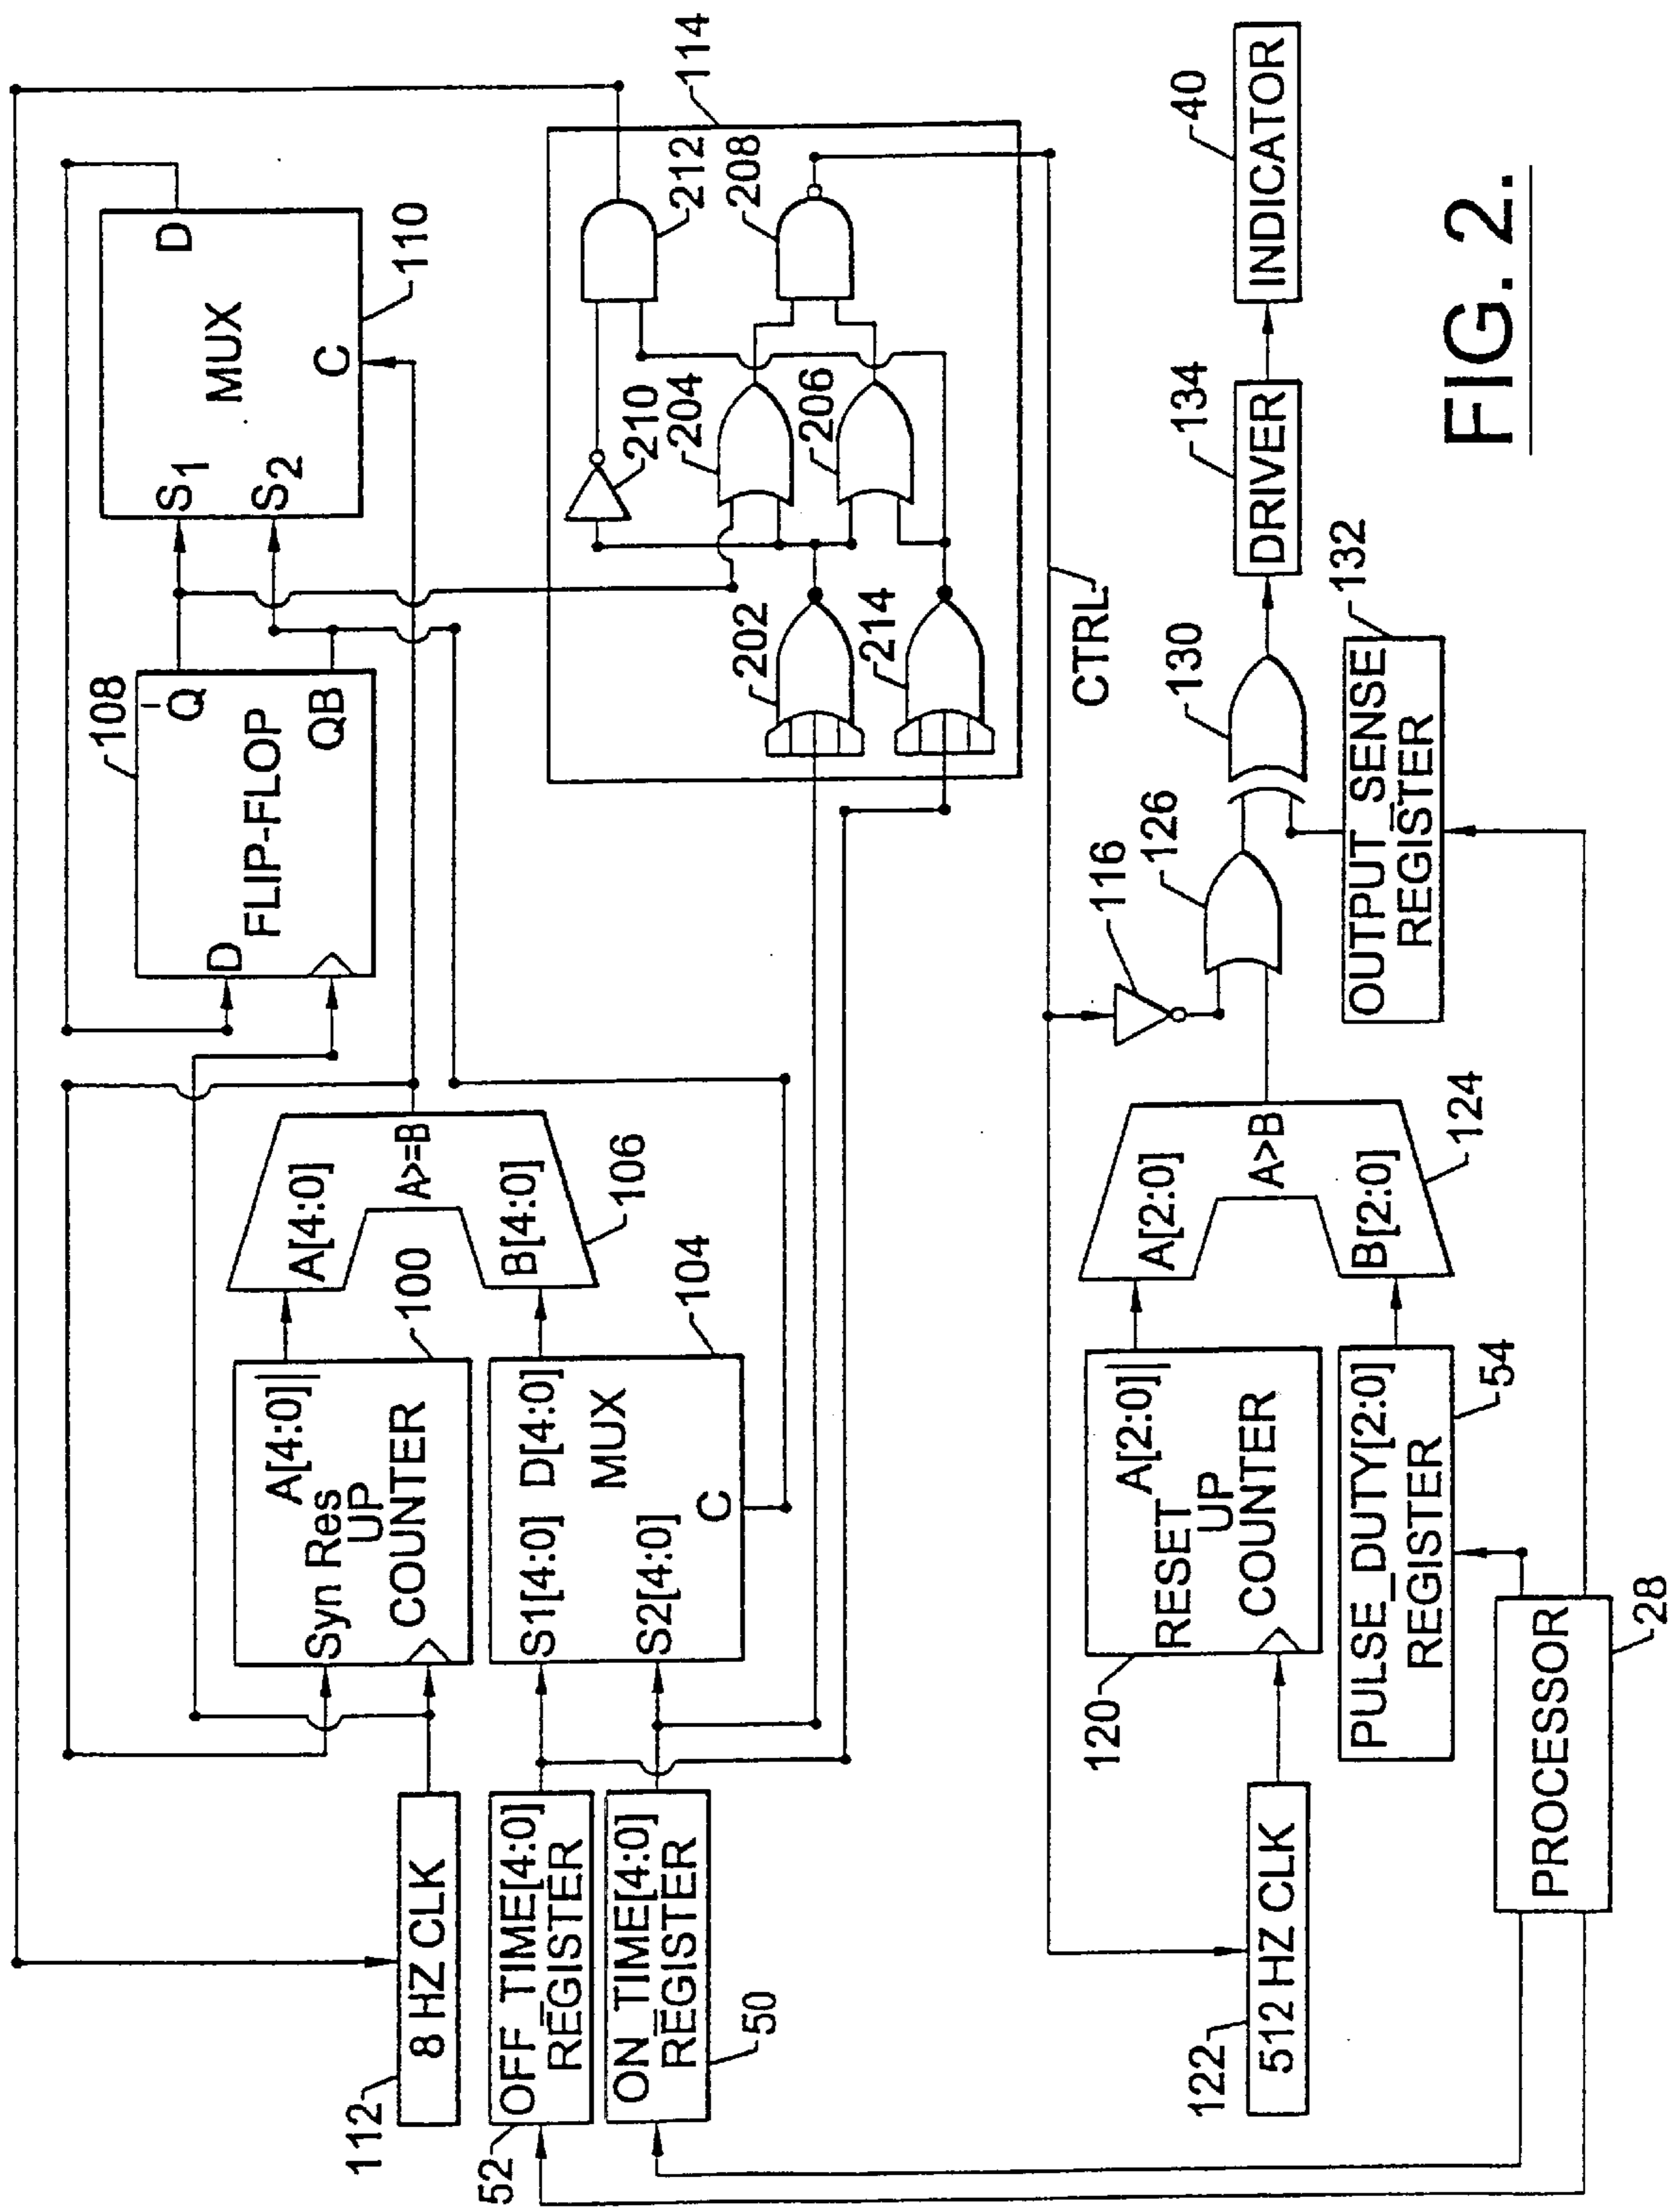 108
D
FLIP-FLOP
Q
QB
S1
S2
MUX
D
C
110
112
8 HZ CLK
Syn Res
A[4:0]
UP
COUNTER
100
A[4:0]
A>=B
B[4:0]
106
52
OFF_TIME[4:0]
REGISTER
ON_TIME[4:0]
REGISTER
50
S1[4:0] D[4:0]
MUX
S2[4:0]
C
104
202
214
210
204
206
212
208
114
CTRL
122
512 HZ CLK
120
RESET
A[2:0]
UP
COUNTER
A[2:0]
A>B
B[2:0]
124
PULSE_DUTY[2:0]
REGISTER
54
PROCESSOR
28
116
126
130
OUTPUT_SENSE
REGISTER
132
DRIVER
134
INDICATOR
40
FIG. 2.